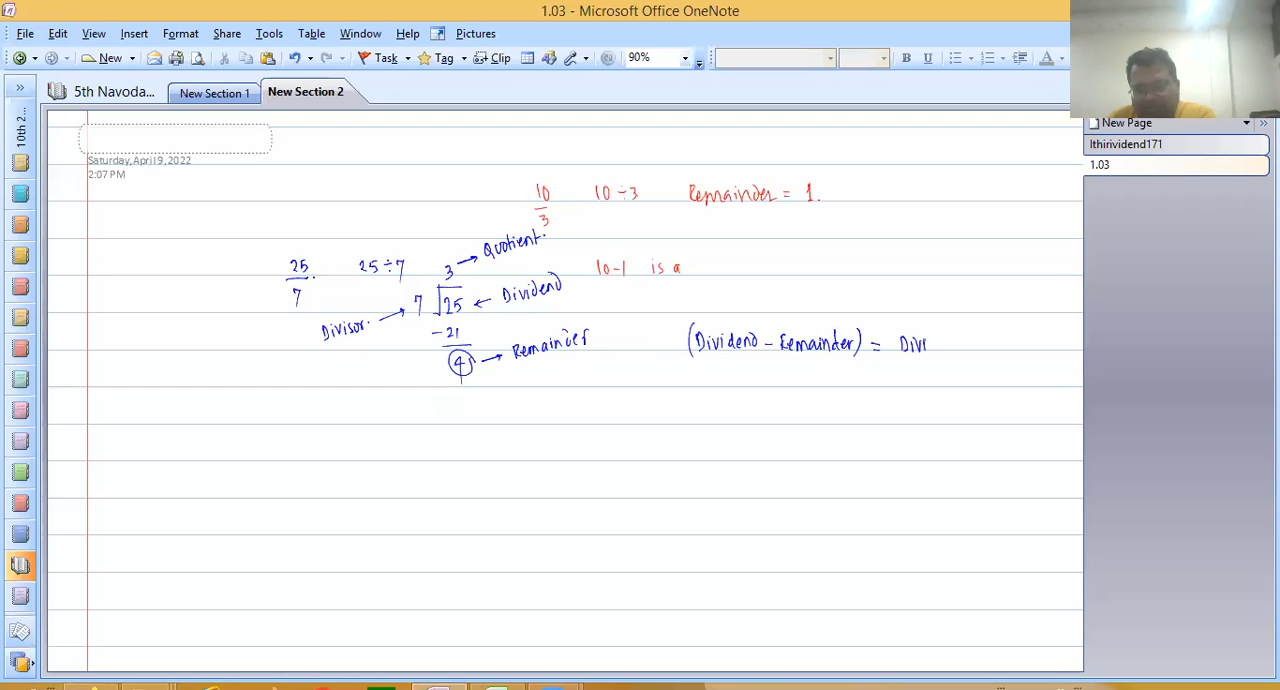 1.03 - Microsoft Office OneNote
File Edit View Insert Format Share Tools Table Window Help Pictures
New Task Tag Clip 90% B I U A
5th Navoda... New Section 1 New Section 2
10th 2...
New Page
Ithirividend171
1.03
Saturday, April 9, 2022
2:07 PM
10/3 10 ÷ 3 Remainder = 1.
3 → Quotient.
25/7 25 ÷ 7
10-1 is a
7 √25 ← Dividend
Divisor. →
-21
4 → Remainder
(Dividend - Remainder) = Divi